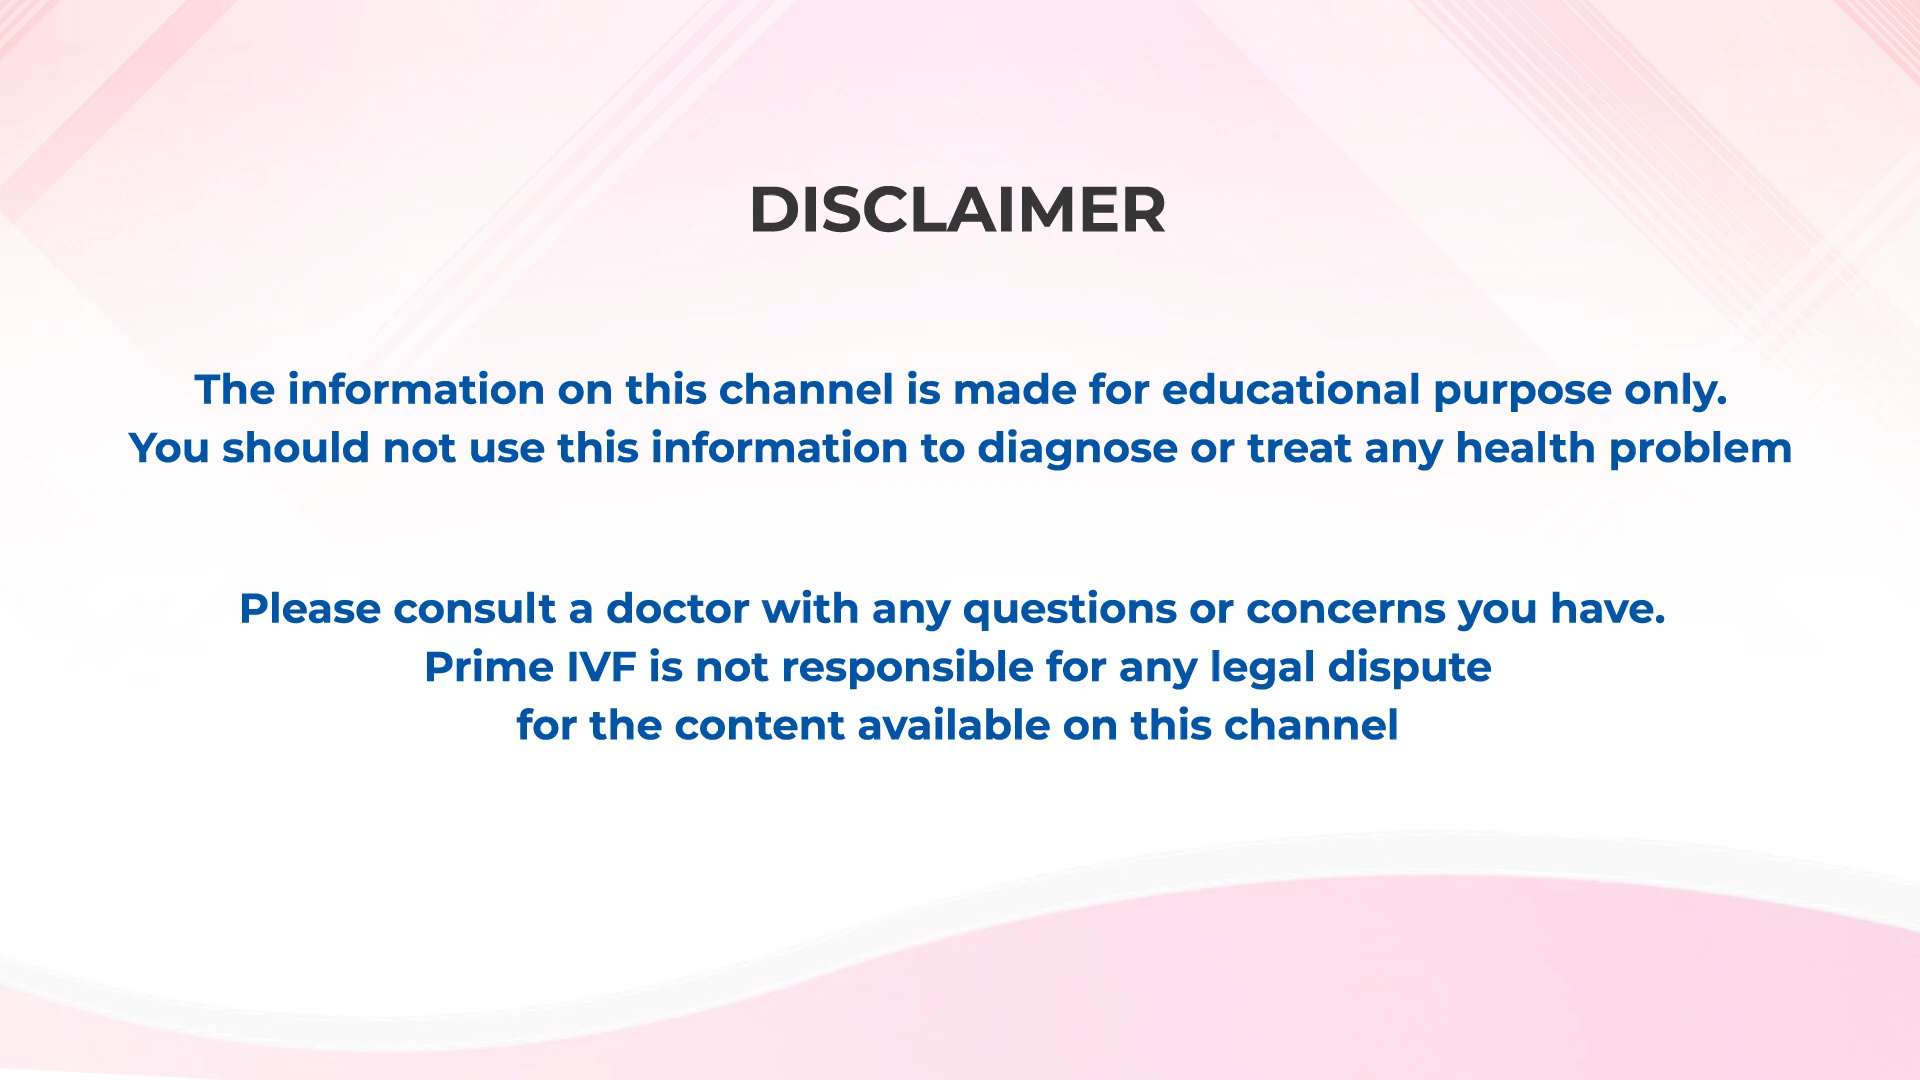 DISCLAIMER
The information on this channel is made for educational purpose only.
You should not use this information to diagnose or treat any health problem
Please consult a doctor with any questions or concerns you have.
Prime IVF is not responsible for any legal dispute
for the content available on this channel